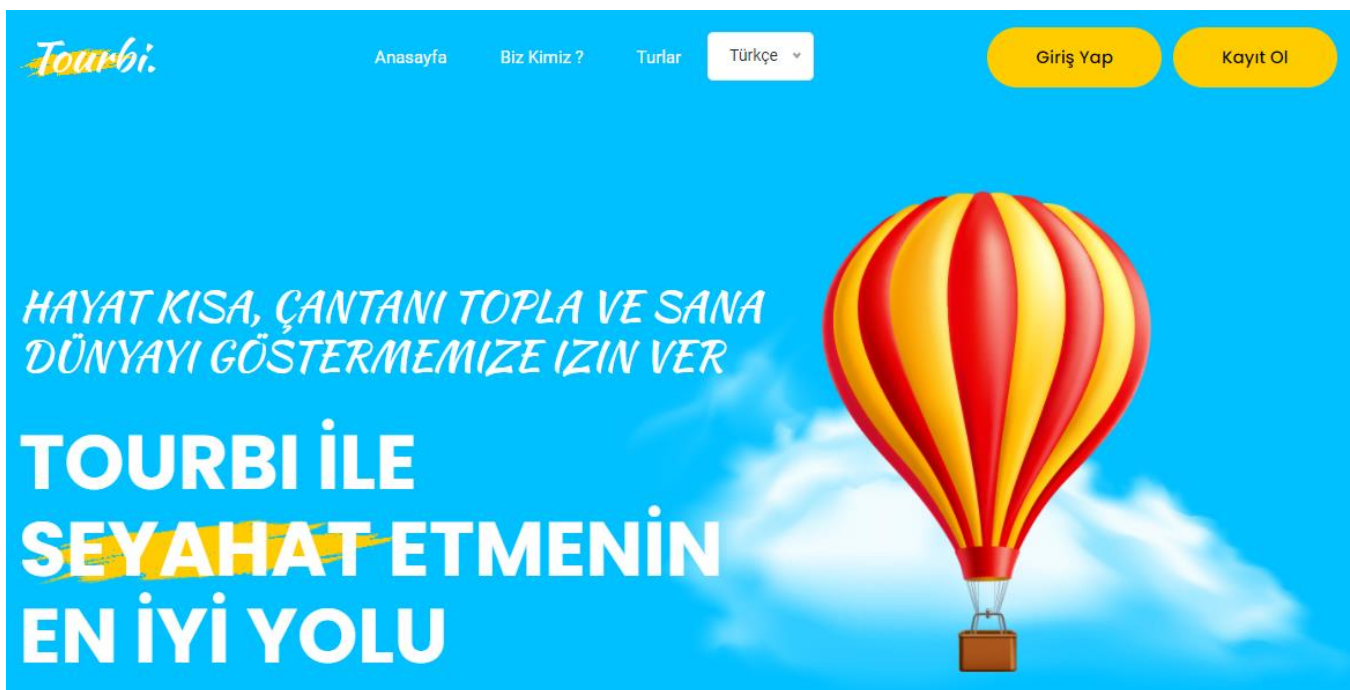 Tourbi.
Anasayfa
Biz Kimiz ?
Turlar
Türkçe
Giriş Yap
Kayıt Ol
HAYAT KISA, ÇANTANI TOPLA VE SANA
DÜNYAYI GÖSTERMEMIZE IZIN VER
TOURBI İLE
SEYAHAT ETMENİN
EN İYİ YOLU